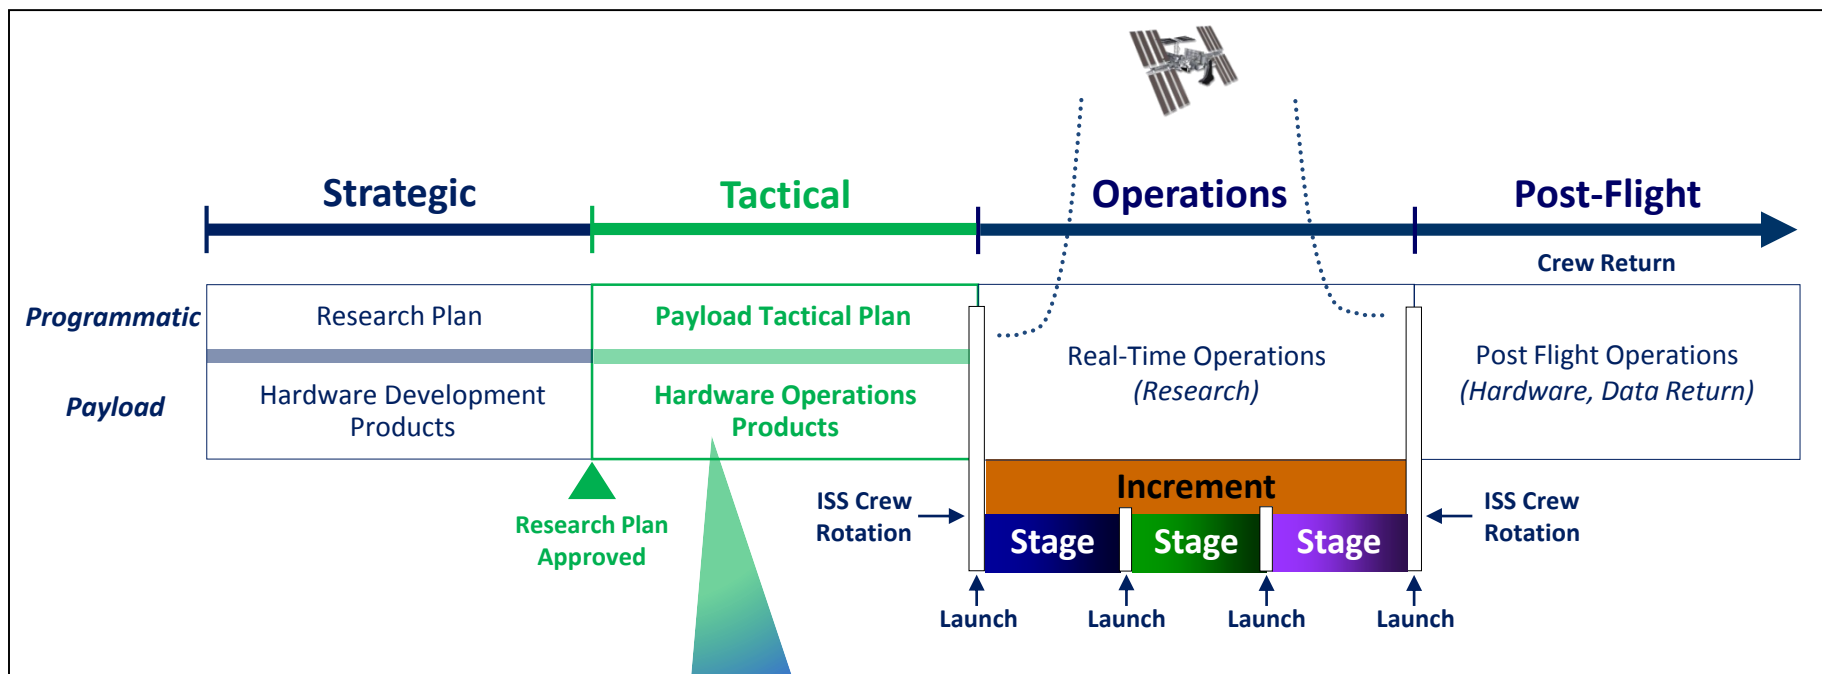 Strategic
Tactical
Operations
Post-Flight
Crew Return
Programmatic
Research Plan
Payload Tactical Plan
Real-Time Operations
(Research)
Post Flight Operations
(Hardware, Data Return)
Payload
Hardware Development
Products
Hardware Operations
Products
Research Plan
Approved
ISS Crew
Rotation
Increment
Stage
Stage
Stage
ISS Crew
Rotation
Launch
Launch
Launch
Launch